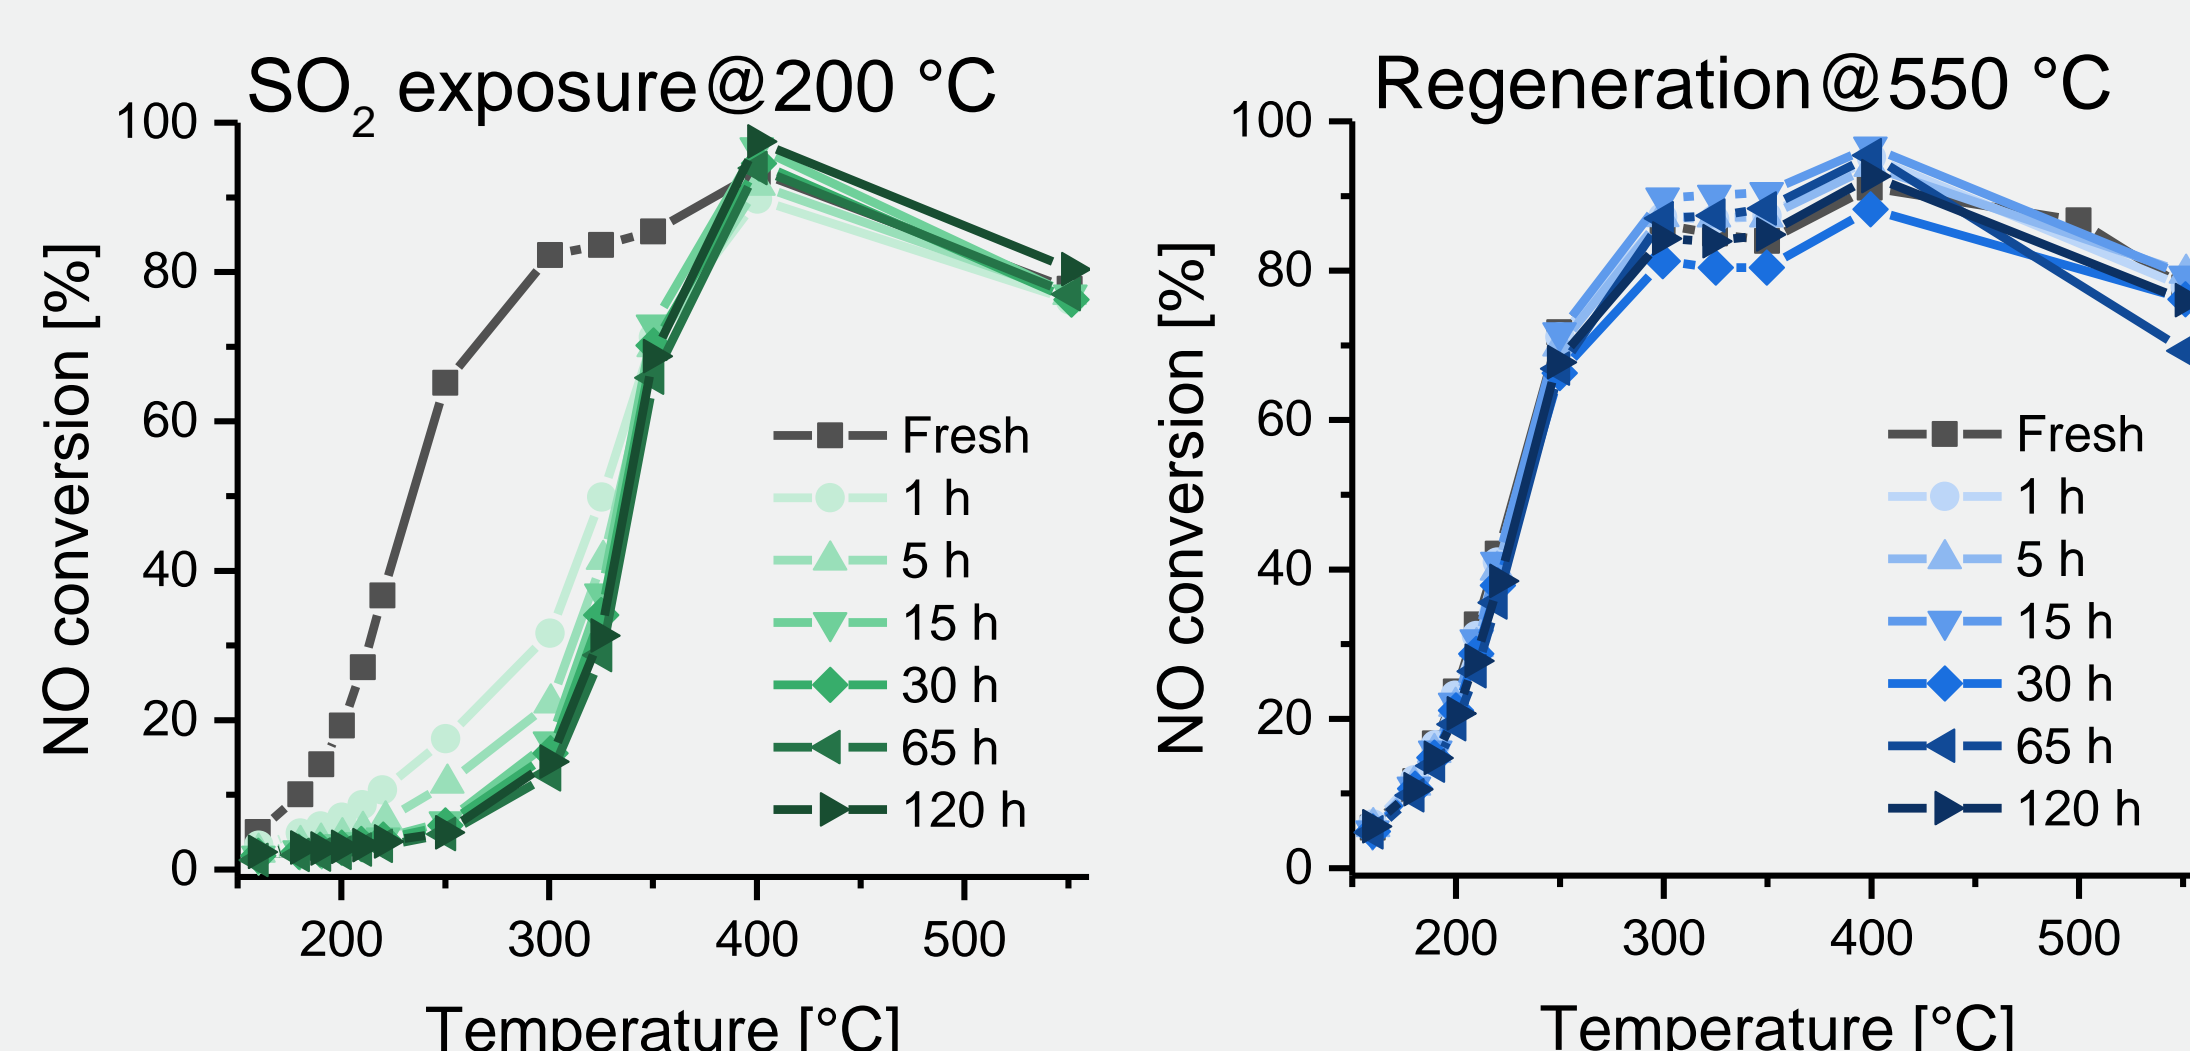 SO2 exposure@200 °C
NO conversion [%]
100
80
60
40
20
0
Fresh
1 h
5 h
15 h
30 h
65 h
120 h
200 300 400 500
Temperature [°C]
Regeneration@550 °C
NO conversion [%]
100
80
60
40
20
0
Fresh
1 h
5 h
15 h
30 h
65 h
120 h
200 300 400 500
Temperature [°C]